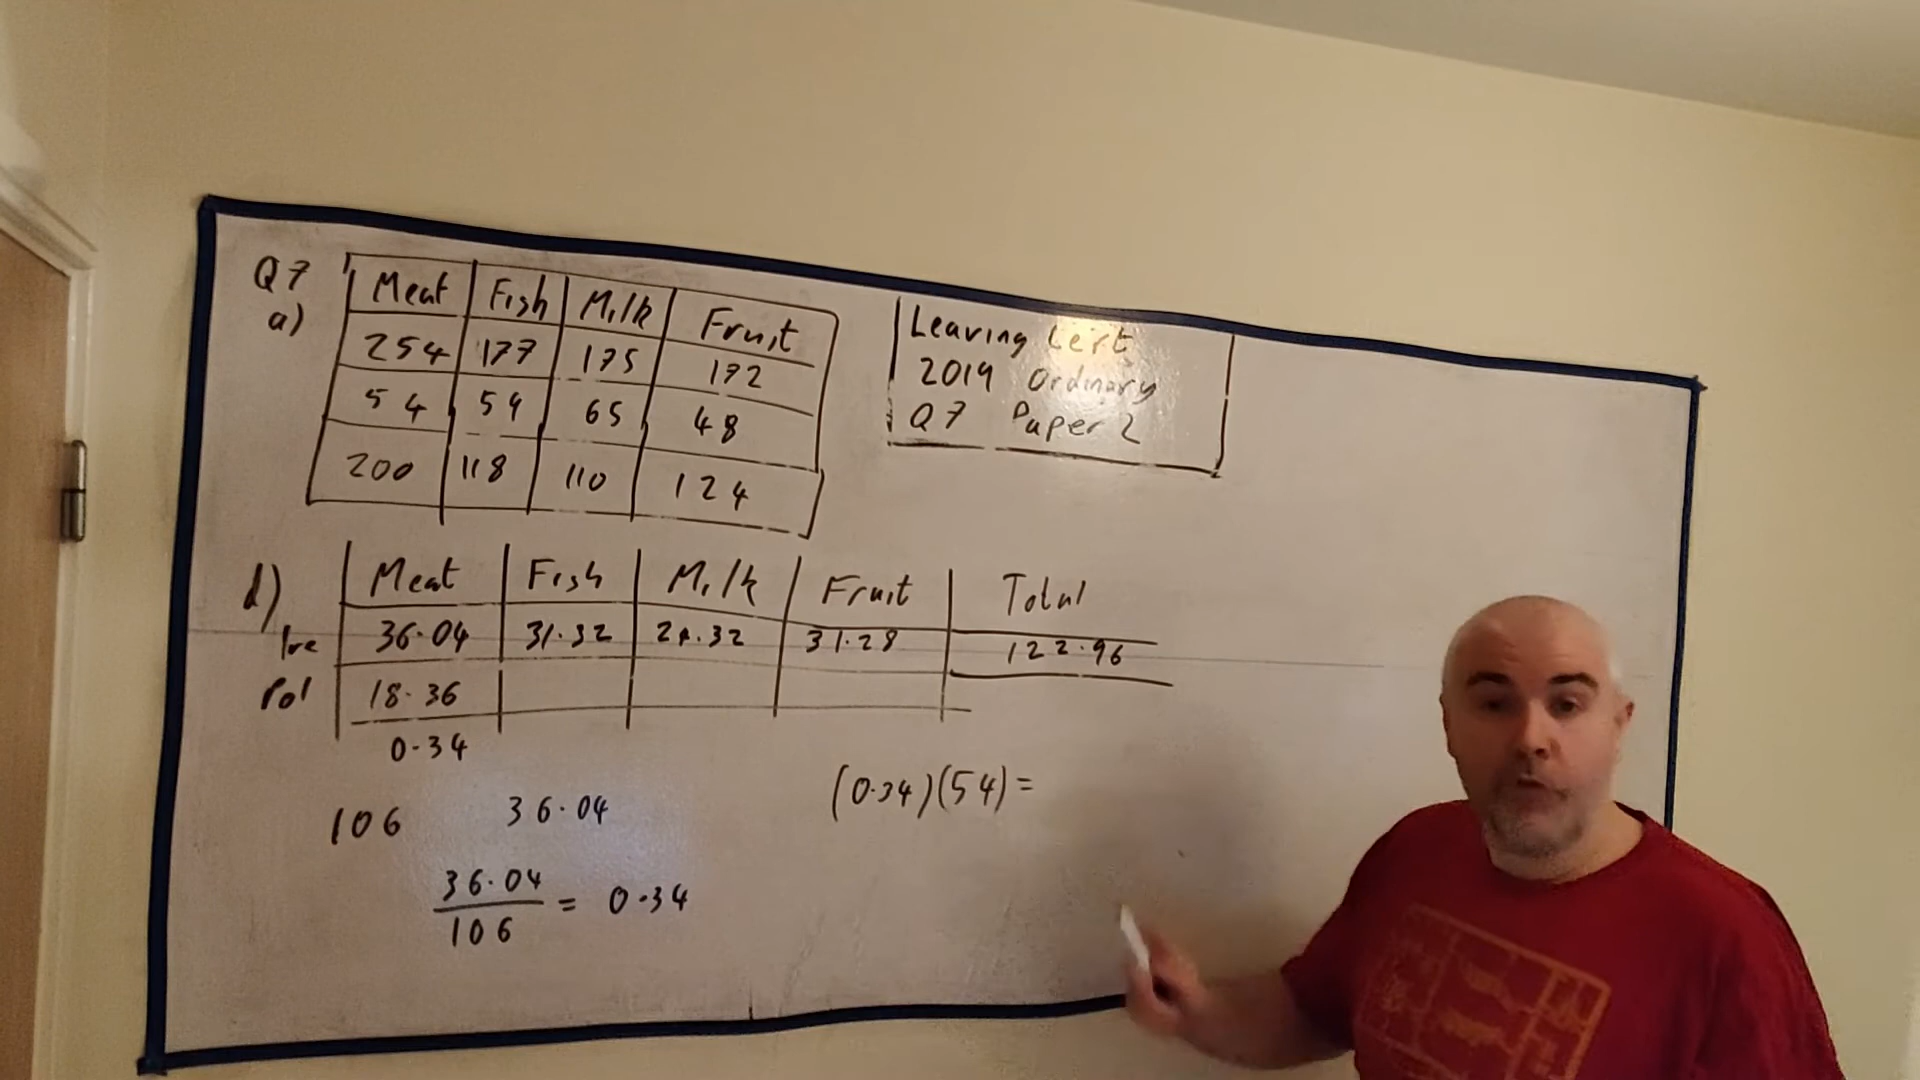 Q7
a)
Meat Fish Milk Fruit
254 177 175 172
54 59 65 48
200 118 110 124
Leaving Cert
2019 Ordinary
Q7 Paper 2
d)
Meat Fish Milk Fruit Total
Ire 36.04 31.32 24.32 31.28 122.96
Pol 18.36
0.34
106 36.04
36.04
106
= 0.34
(0.34)(54)=